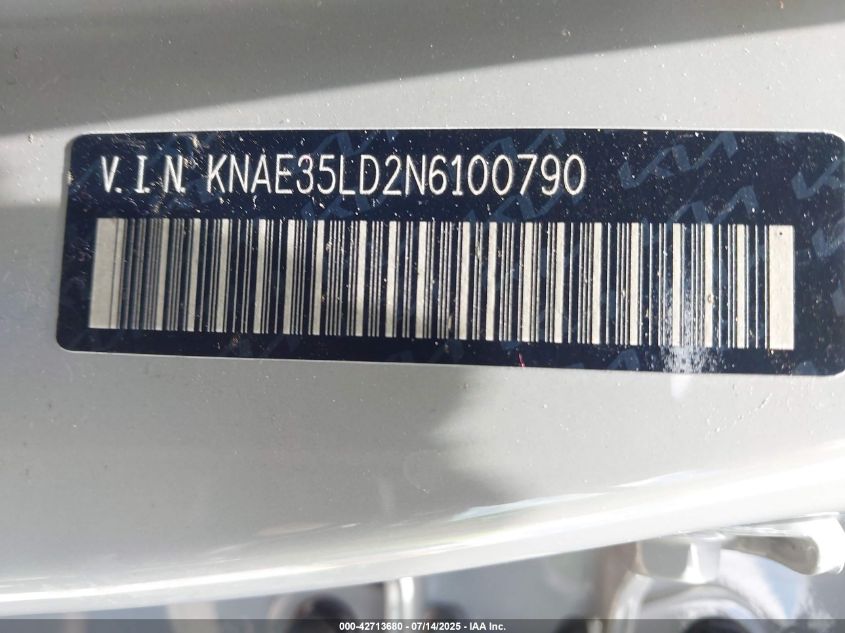 V.I.N. KNAE35LD2N6100790
000-42713680 / 07/14/2025 - IAA Inc.